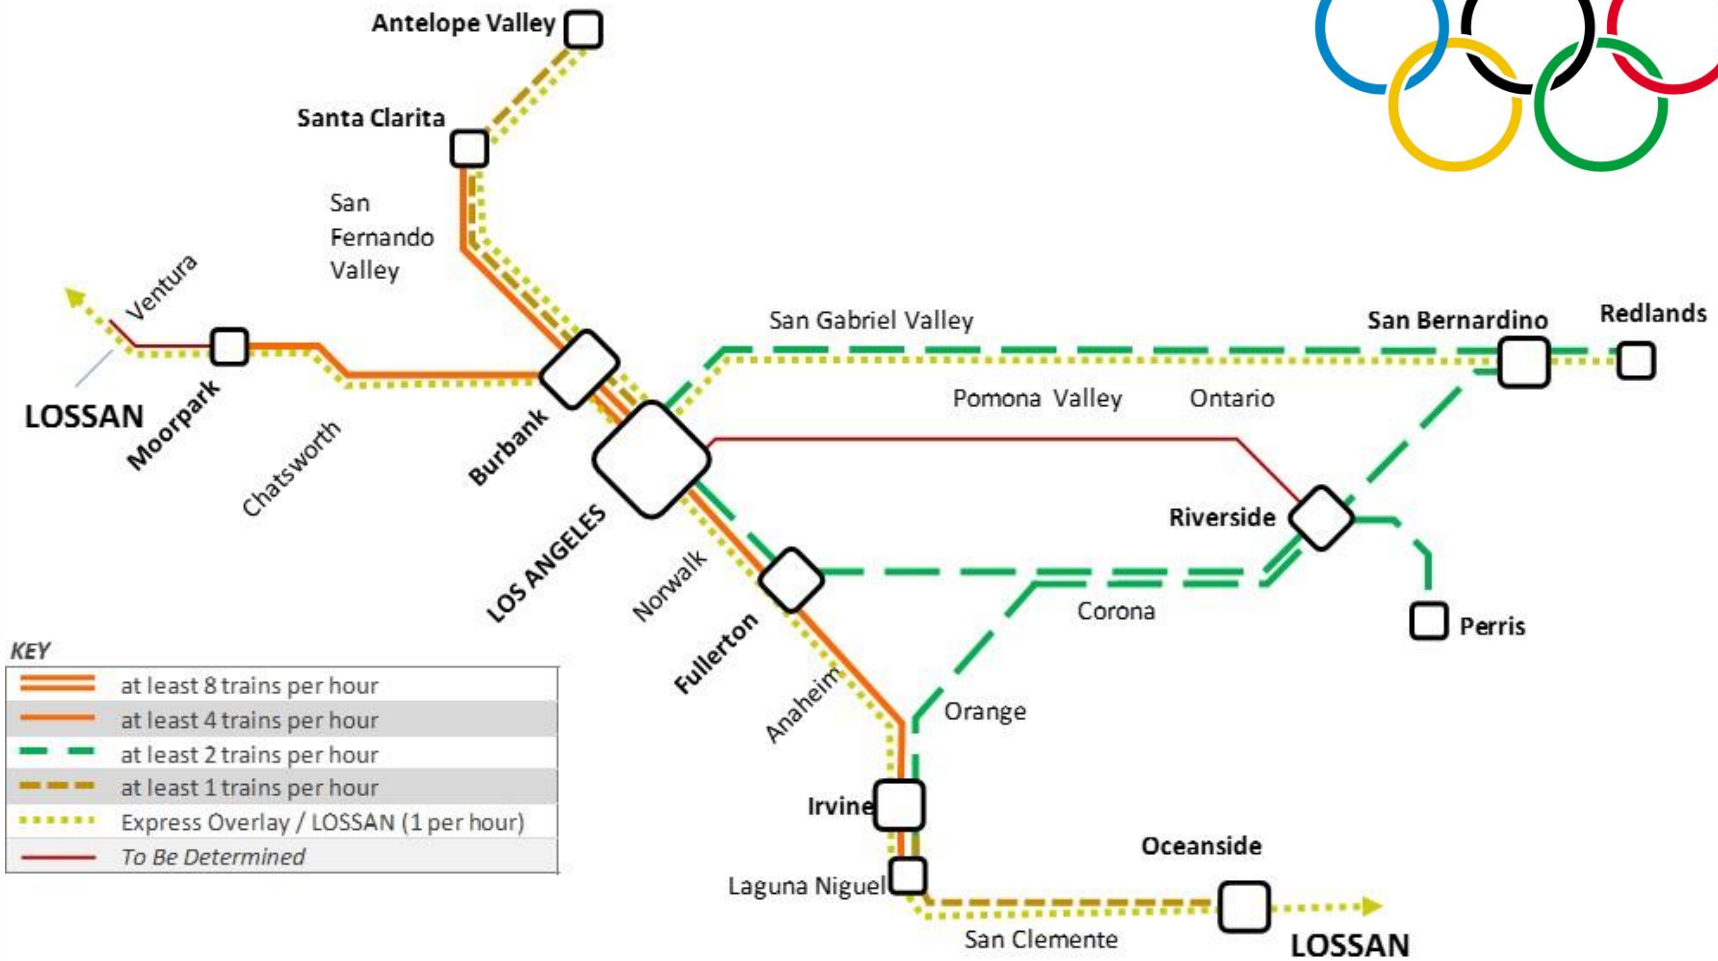 Antelope Valley
Santa Clarita
San
Fernando
Valley
Ventura
LOSSAN
Moorpark
Chatsworth
Burbank
LOS ANGELES
San Gabriel Valley
Pomona Valley
Ontario
San Bernardino
Redlands
Riverside
Perris
Corona
Norwalk
Fullerton
Anaheim
Orange
Irvine
Laguna Niguel
San Clemente
Oceanside
LOSSAN
KEY
at least 8 trains per hour
at least 4 trains per hour
at least 2 trains per hour
at least 1 trains per hour
Express Overlay / LOSSAN (1 per hour)
To Be Determined